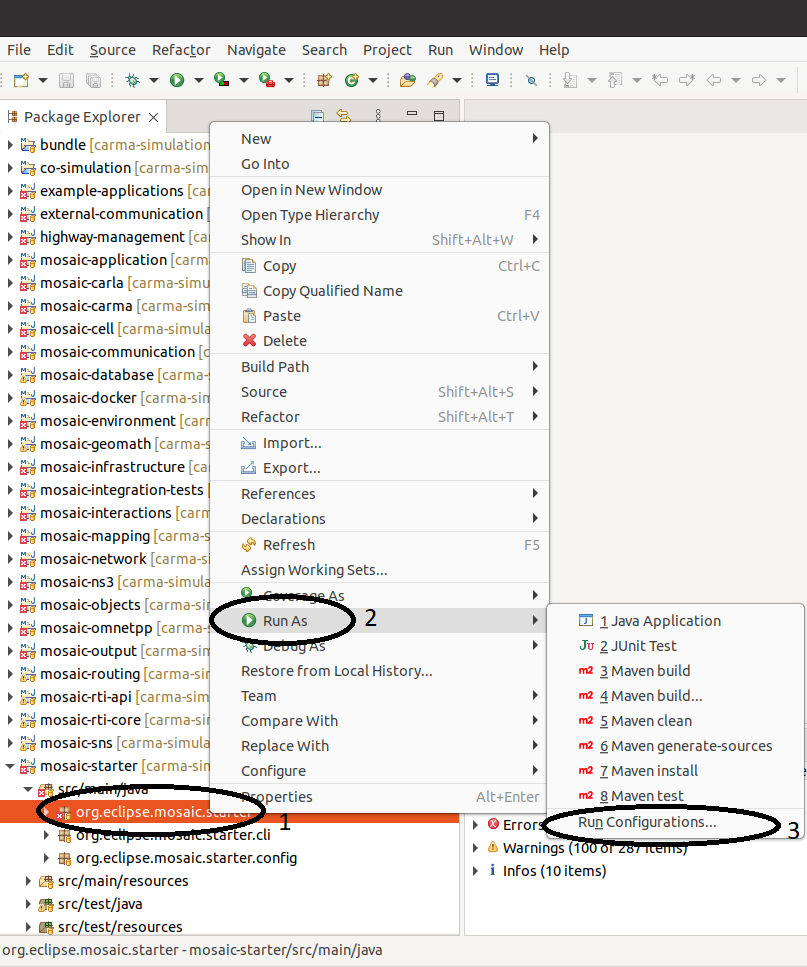 File Edit Source Refactor Navigate Search Project Run Window Help
Package Explorer
bundle [carma-simulation
co-simulation [carma-sim
example-applications [ca
external-communication [
highway-management [car
mosaic-application [carm
mosaic-carla [carma-simu
mosaic-carma [carma-sim
mosaic-cell [carma-simula
mosaic-communication [c
mosaic-database [carma-s
mosaic-docker [carma-sim
mosaic-environment [carr
mosaic-geomath [carma-s
mosaic-infrastructure [ca
mosaic-integration-tests [
mosaic-interactions [carm
mosaic-mapping [carma-s
mosaic-network [carma-si
mosaic-ns3 [carma-simula
mosaic-objects [carma-sim
mosaic-omnetpp [carma-s
mosaic-output [carma-sim
mosaic-routing [carma-sim
mosaic-rti-api [carma-sim
mosaic-rti-core [carma-si
mosaic-sns [carma-simula
mosaic-starter [carma-sim
src/main/java
org.eclipse.mosaic.starter
1
org.eclipse.mosaic.starter.cli
org.eclipse.mosaic.starter.config
src/main/resources
src/test/java
src/test/resources
New
Go Into
Open in New Window
Open Type Hierarchy F4
Show In Shift+Alt+W
Copy Ctrl+C
Copy Qualified Name
Paste Ctrl+V
Delete
Build Path
Source Shift+Alt+S
Refactor Shift+Alt+T
Import...
Export...
References
Declarations
Refresh F5
Assign Working Sets...
Coverage As
Run As
2
Debug As
Restore from Local History...
Team
Compare With
Replace With
Configure
Properties Alt+Enter
1 Java Application
Ju 2 JUnit Test
m2 3 Maven build
m2 4 Maven build...
m2 5 Maven clean
m2 6 Maven generate-sources
m2 7 Maven install
m2 8 Maven test
Run Configurations...
3
Errors
Warnings (100 of 287 items)
Infos (10 items)
org.eclipse.mosaic.starter - mosaic-starter/src/main/java